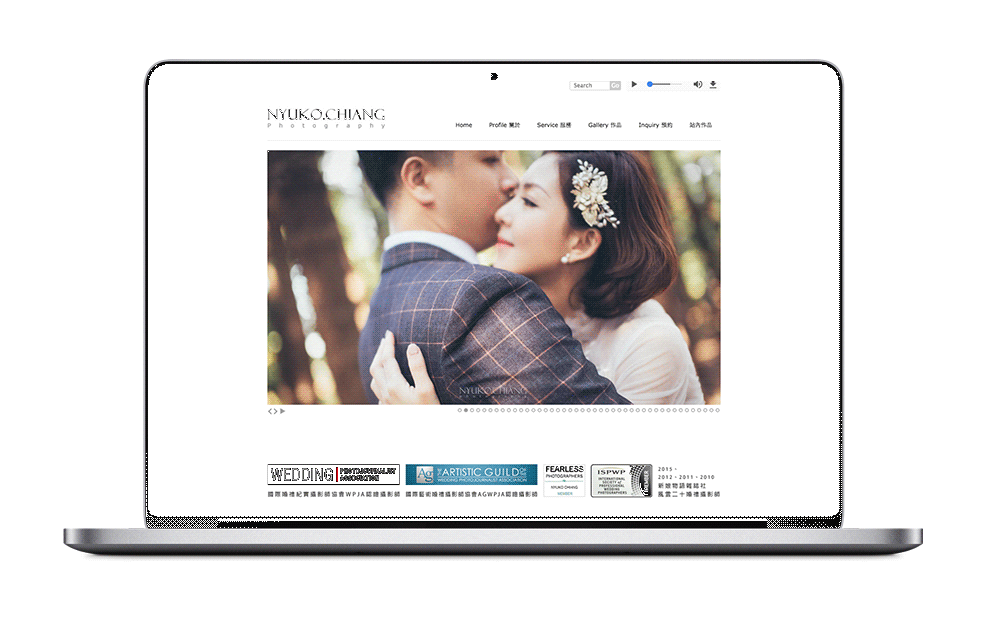 Search Go
NYUKO.CHIANG
Photography
Home Profile 關於 Service 服務 Gallery 作品 Inquiry 預約 站內作品
NYUKO.CHIANG
WEDDING PHOTOJOURNALIST ASSOCIATION
Ag THE ARTISTIC GUILD OF THE
WEDDING PHOTOJOURNALIST ASSOCIATION
FEARLESS
PHOTOGRAPHERS
NYUKO CHIANG
MEMBER
ISPWP
INTERNATIONAL
SOCIETY of
PROFESSIONAL
WEDDING
PHOTOGRAPHERS
MEMBER
2015、
2012、2011、2010
新娘物語雜誌社
風雲二十婚禮攝影師
國際婚禮紀實攝影師協會WPJA認證攝影師
國際藝術婚禮攝影師協會AGWPJA認證攝影師